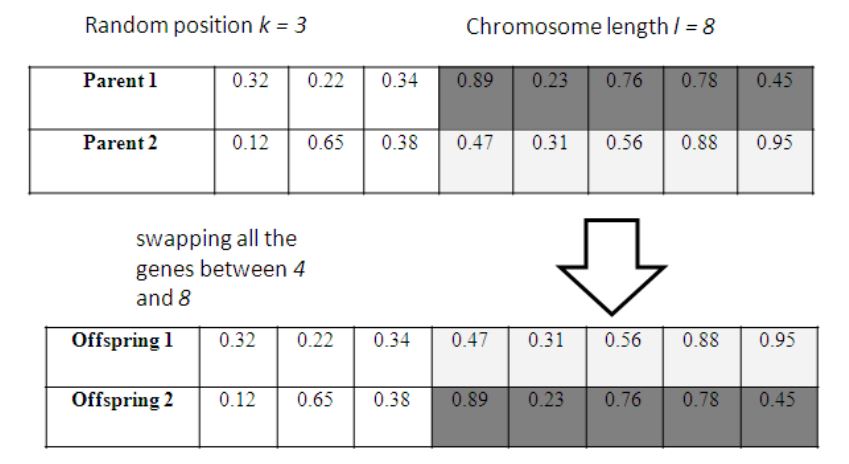 Random position k = 3 Chromosome length l = 8
Parent 1 0.32 0.22 0.34 0.89 0.23 0.76 0.78 0.45
Parent 2 0.12 0.65 0.38 0.47 0.31 0.56 0.88 0.95
swapping all the
genes between 4
and 8
Offspring 1 0.32 0.22 0.34 0.47 0.31 0.56 0.88 0.95
Offspring 2 0.12 0.65 0.38 0.89 0.23 0.76 0.78 0.45